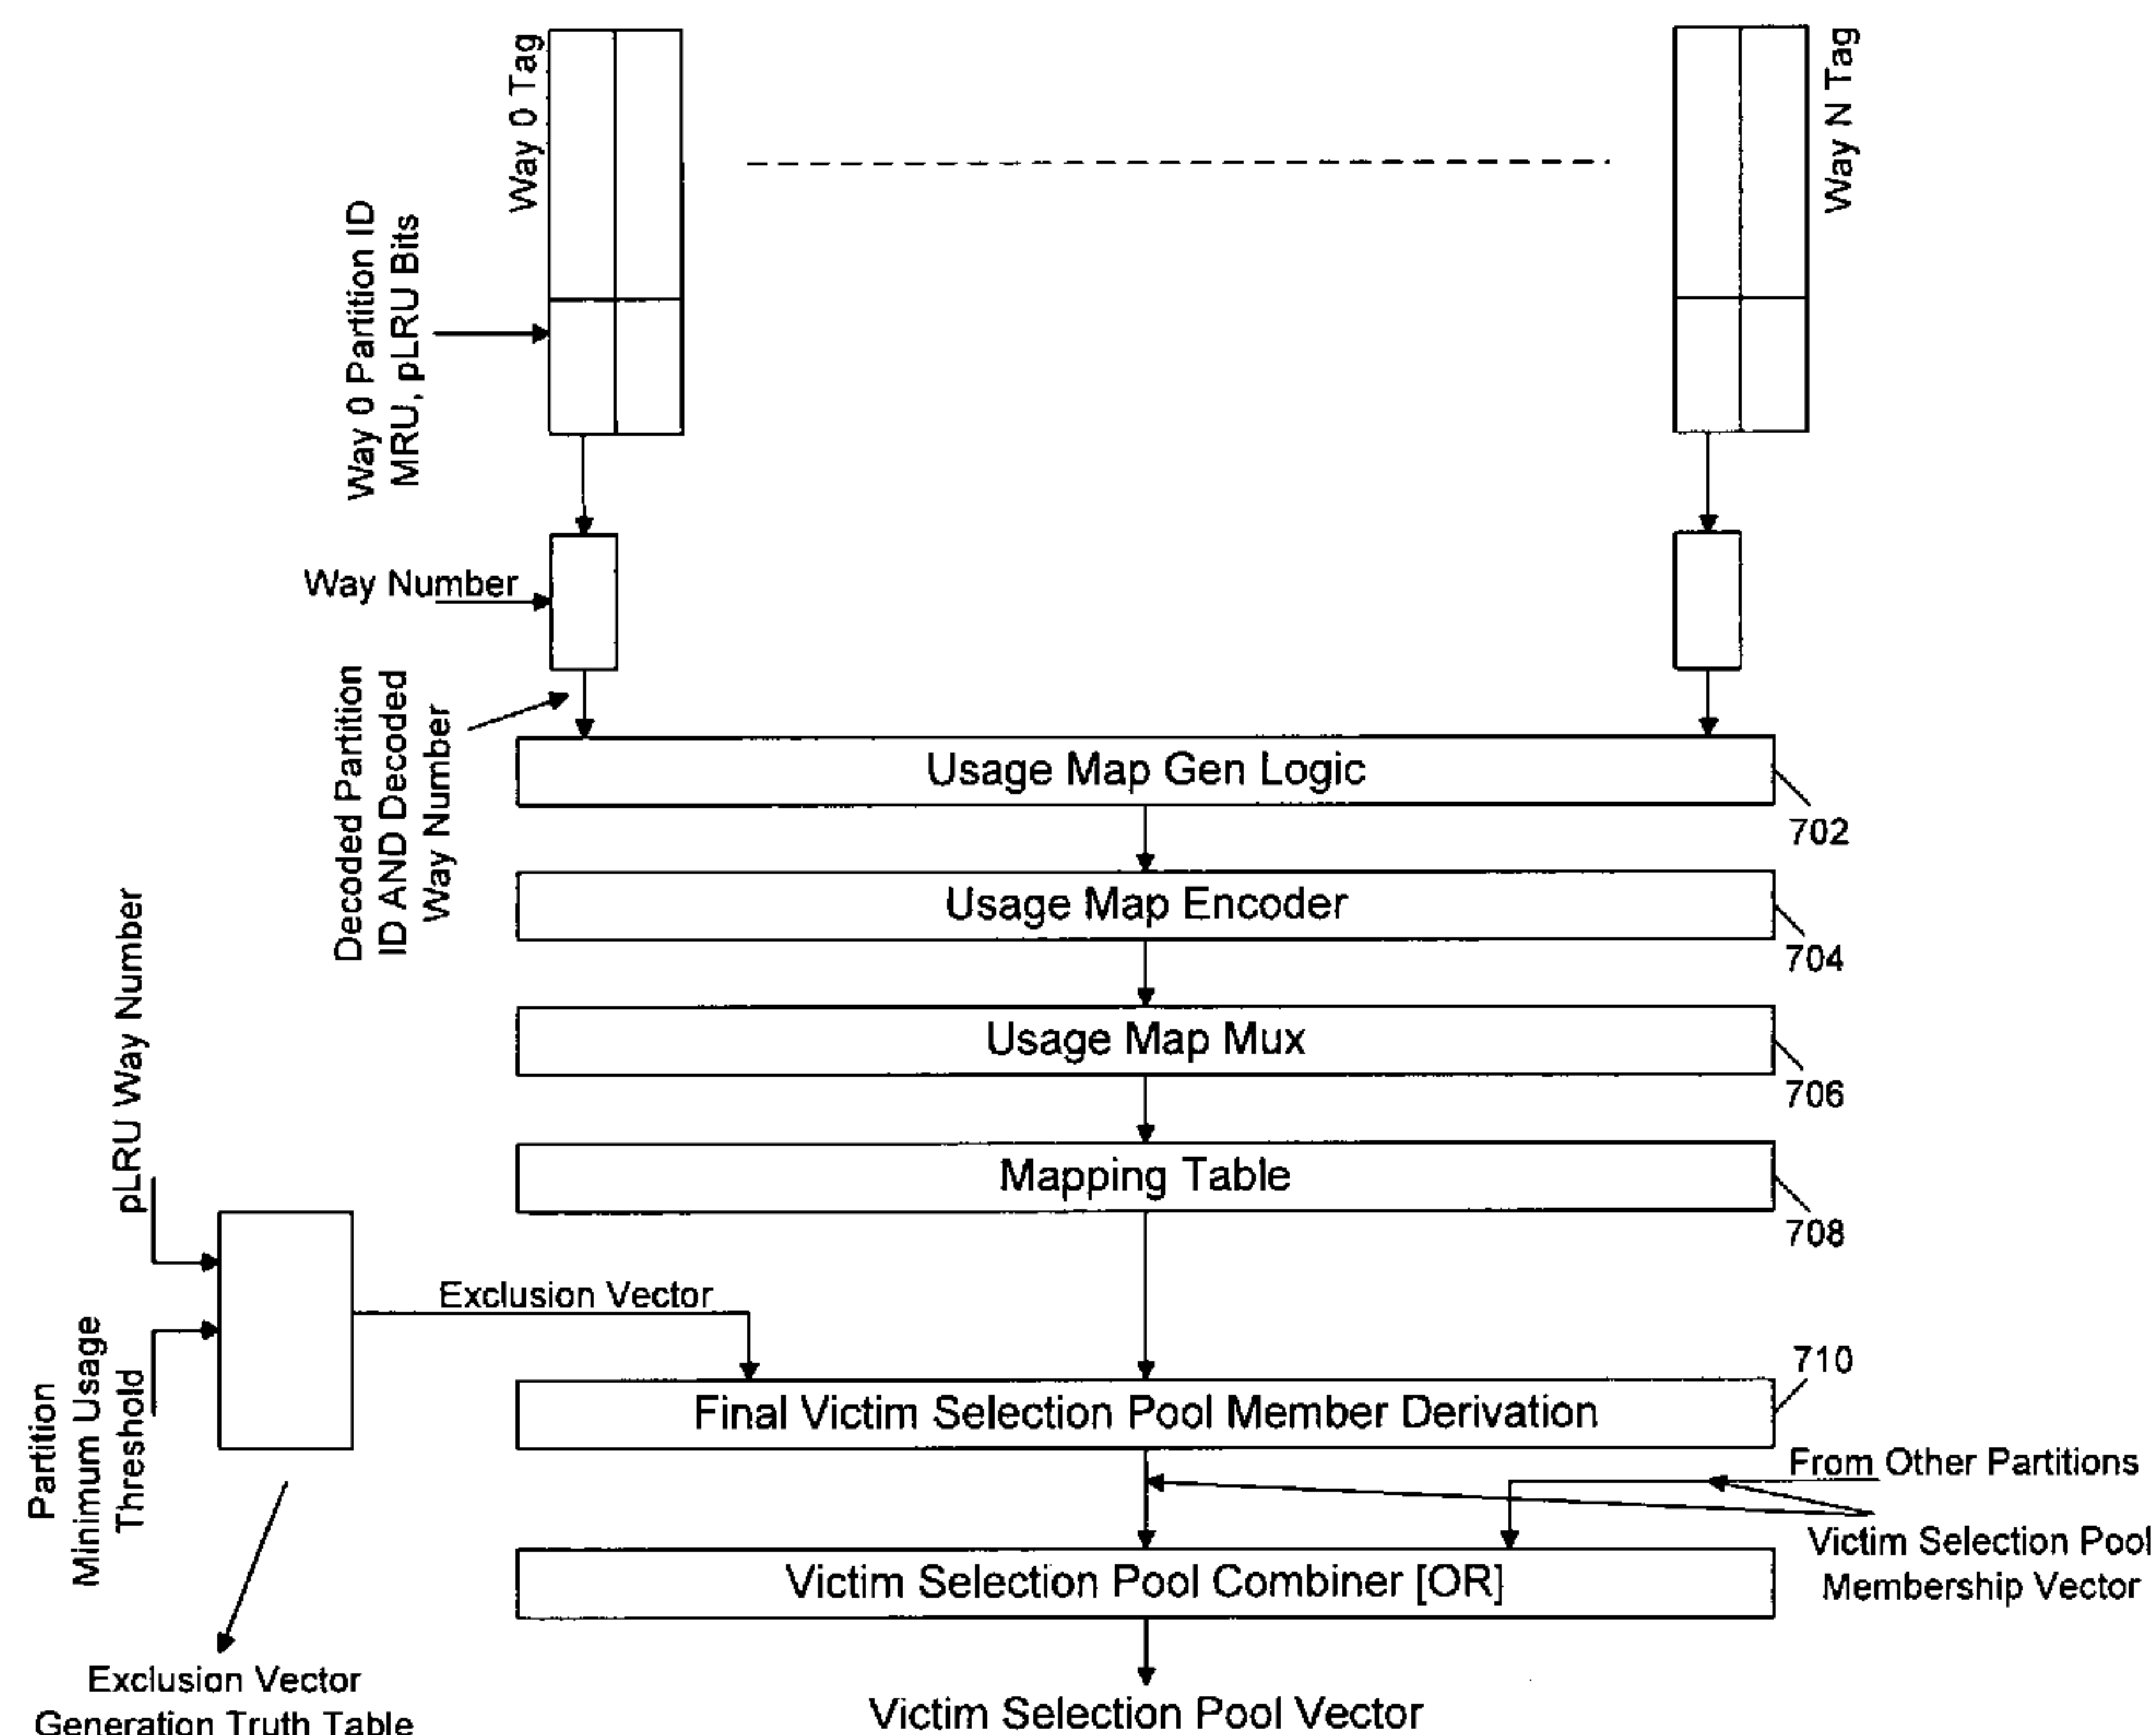 Way 0 Tag
Way N Tag
Way 0 Partition ID
MRU, pLRU Bits
Way Number
Decoded Partition
ID AND Decoded
Way Number
Usage Map Gen Logic
702
Usage Map Encoder
704
Usage Map Mux
706
Mapping Table
708
pLRU Way Number
Partition
Minimum Usage
Threshold
Exclusion Vector
710
Final Victim Selection Pool Member Derivation
From Other Partitions
Victim Selection Pool
Membership Vector
Victim Selection Pool Combiner [OR]
Exclusion Vector
Generation Truth Table
Victim Selection Pool Vector